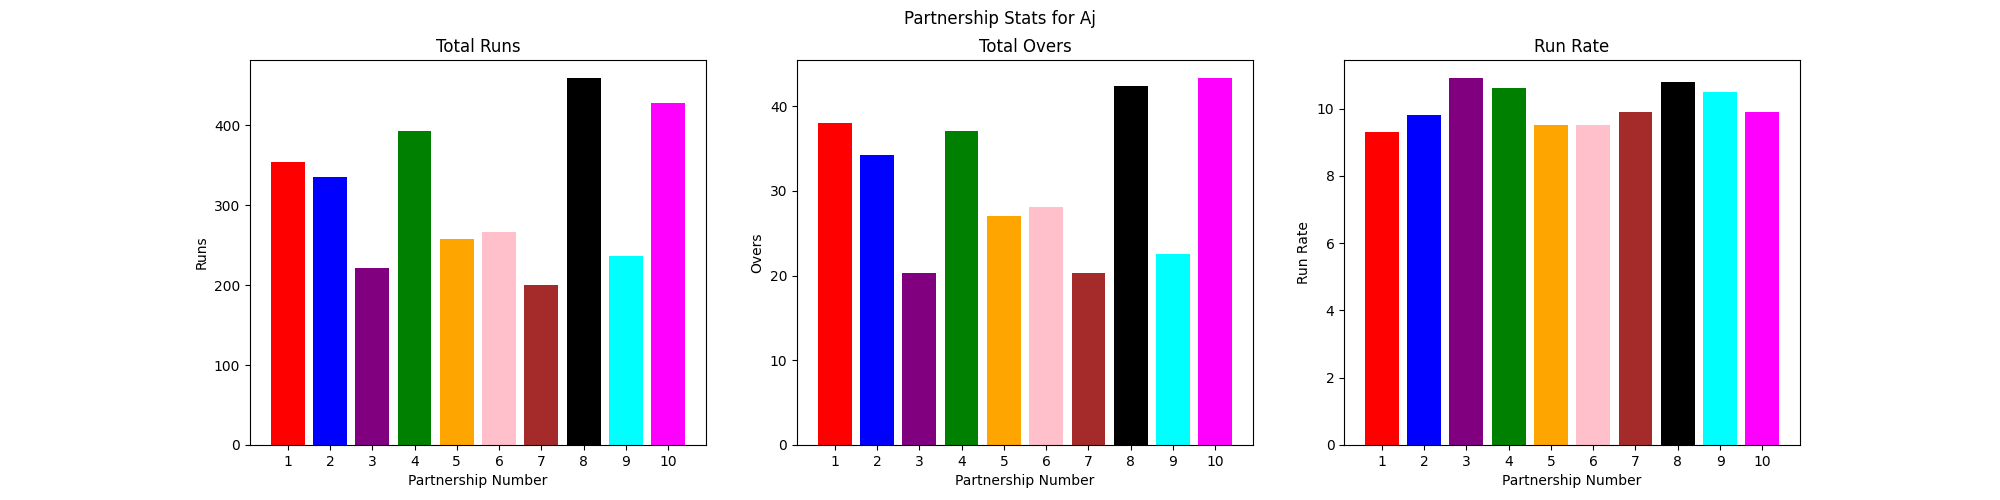 Partnership Stats for Aj
Total Runs
Runs
400
300
200
100
0
1 2 3 4 5 6 7 8 9 10
Partnership Number
Total Overs
Overs
40
30
20
10
0
1 2 3 4 5 6 7 8 9 10
Partnership Number
Run Rate
Run Rate
10
8
6
4
2
0
1 2 3 4 5 6 7 8 9 10
Partnership Number